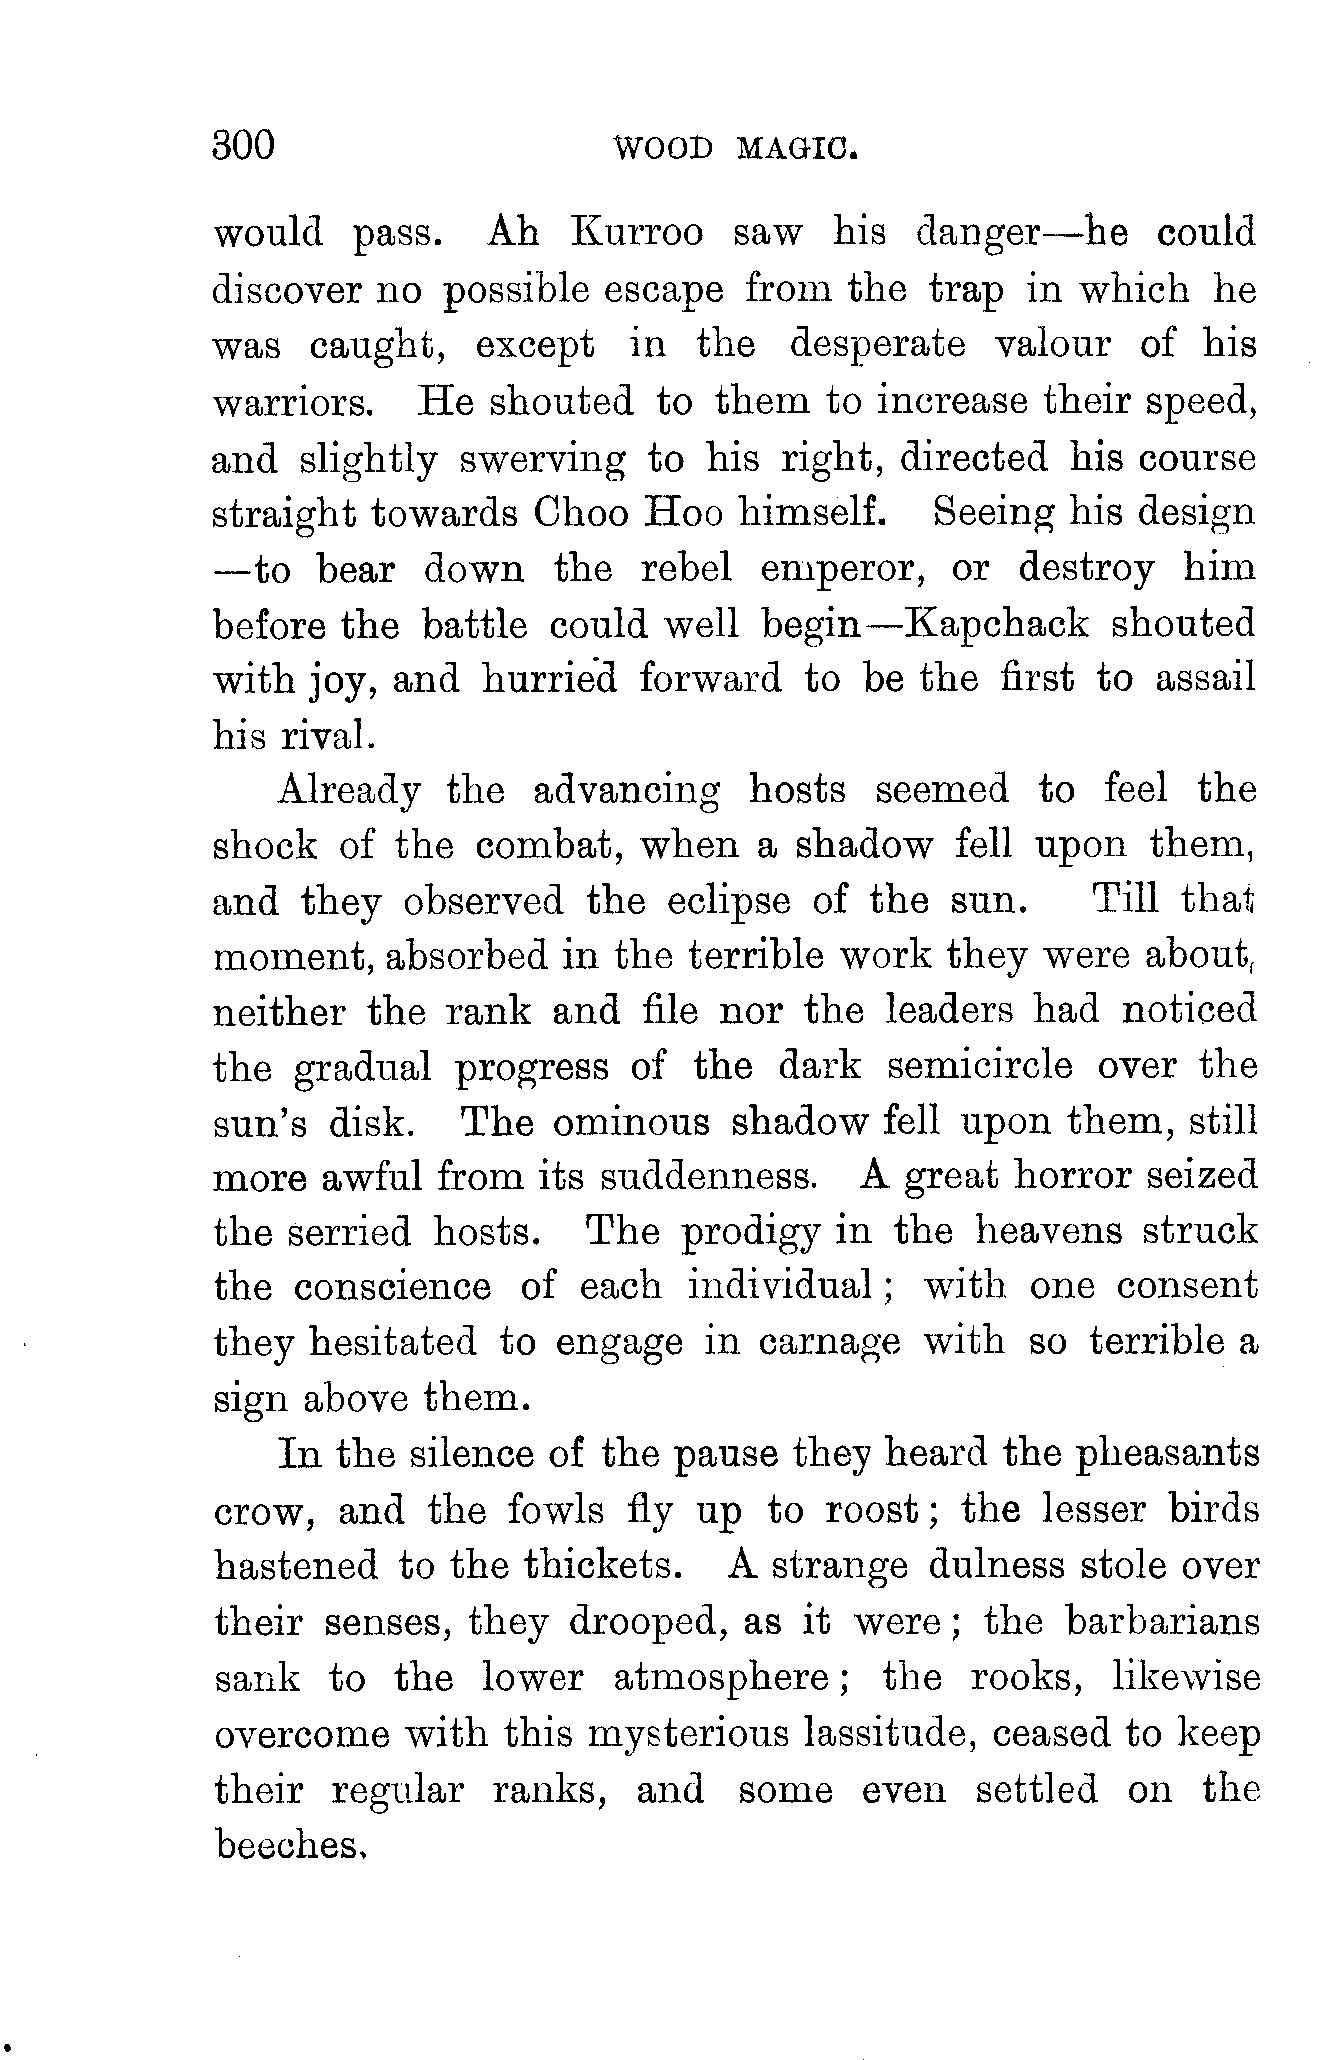 300 WOOD MAGIC.
would pass. Ah Kurroo saw his danger—he could
discover no possible escape from the trap in which he
was caught, except in the desperate valour of his
warriors. He shouted to them to increase their speed,
and slightly swerving to his right, directed his course
straight towards Choo Hoo himself. Seeing his design
—to bear down the rebel emperor, or destroy him
before the battle could well begin—Kapchack shouted
with joy, and hurried forward to be the first to assail
his rival.
Already the advancing hosts seemed to feel the
shock of the combat, when a shadow fell upon them,
and they observed the eclipse of the sun. Till that
moment, absorbed in the terrible work they were about,
neither the rank and file nor the leaders had noticed
the gradual progress of the dark semicircle over the
sun's disk. The ominous shadow fell upon them, still
more awful from its suddenness. A great horror seized
the serried hosts. The prodigy in the heavens struck
the conscience of each individual; with one consent
they hesitated to engage in carnage with so terrible a
sign above them.
In the silence of the pause they heard the pheasants
crow, and the fowls fly up to roost; the lesser birds
hastened to the thickets. A strange dulness stole over
their senses, they drooped, as it were; the barbarians
sank to the lower atmosphere; the rooks, likewise
overcome with this mysterious lassitude, ceased to keep
their regular ranks, and some even settled on the
beeches.